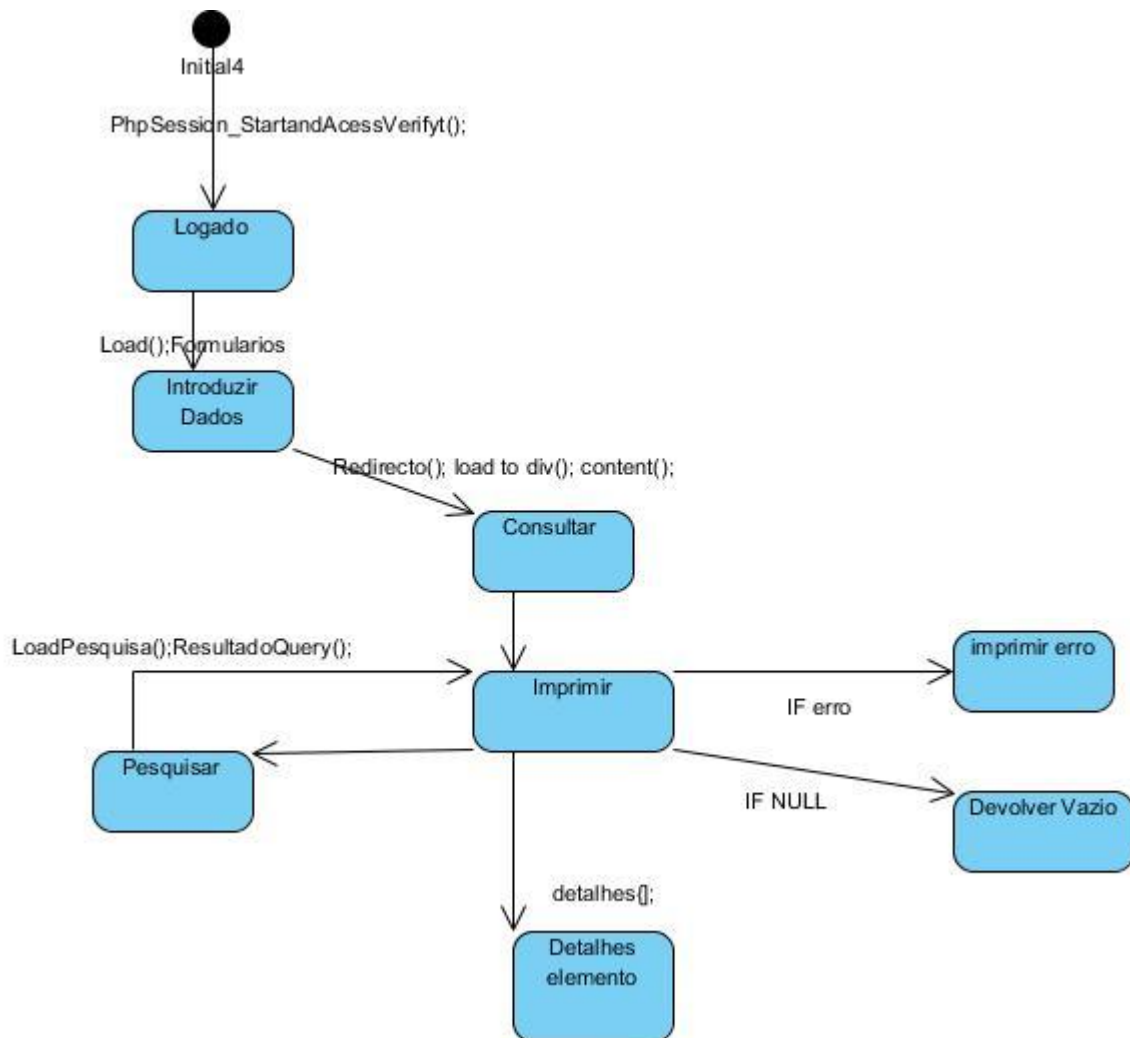 Initial4
PhpSession_StartandAcessVerifyt();
Logado
Load();Formularios
Introduzir
Dados
Redirecto(); load to div(); content();
Consultar
LoadPesquisa();ResultadoQuery();
Imprimir
imprimir erro
IF erro
Pesquisar
IF NULL
Devolver Vazio
detalhes{];
Detalhes
elemento